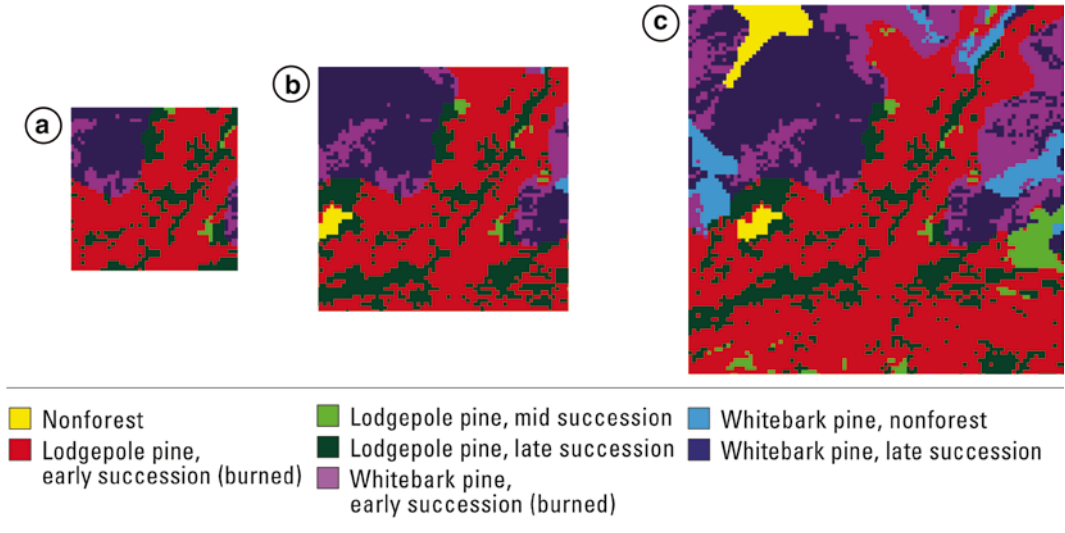 a
b
c
Nonforest
Lodgepole pine,
early succession (burned)
Lodgepole pine, mid succession
Lodgepole pine, late succession
Whitebark pine,
early succession (burned)
Whitebark pine, nonforest
Whitebark pine, late succession